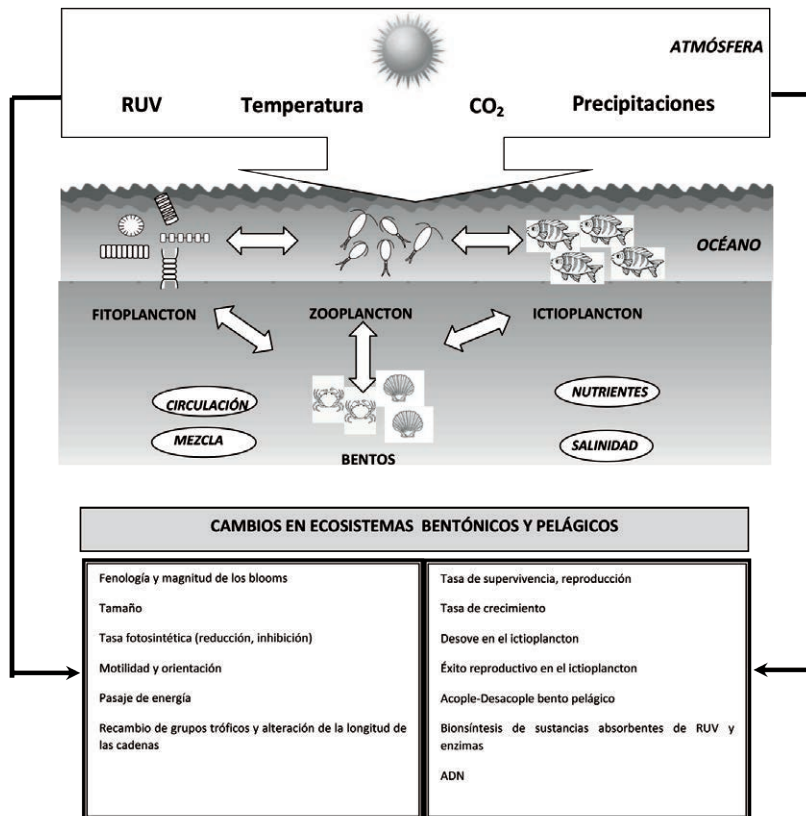 ATMÓSFERA
RUV Temperatura CO₂ Precipitaciones
OCÉANO
FITOPLANCTON ZOOPLANCTON ICTIOPLANCTON
CIRCULACIÓN
NUTRIENTES
MEZCLA
SALINIDAD
BENTOS
CAMBIOS EN ECOSISTEMAS BENTÓNICOS Y PELÁGICOS
Fenología y magnitud de los blooms
Tamaño
Tasa fotosintética (reducción, inhibición)
Motilidad y orientación
Pasaje de energía
Recambio de grupos tróficos y alteración de la longitud de
las cadenas
Tasa de supervivencia, reproducción
Tasa de crecimiento
Desove en el ictioplancton
Éxito reproductivo en el ictioplancton
Acople-Desacople bento pelágico
Bionsíntesis de sustancias absorbentes de RUV y
enzimas
ADN